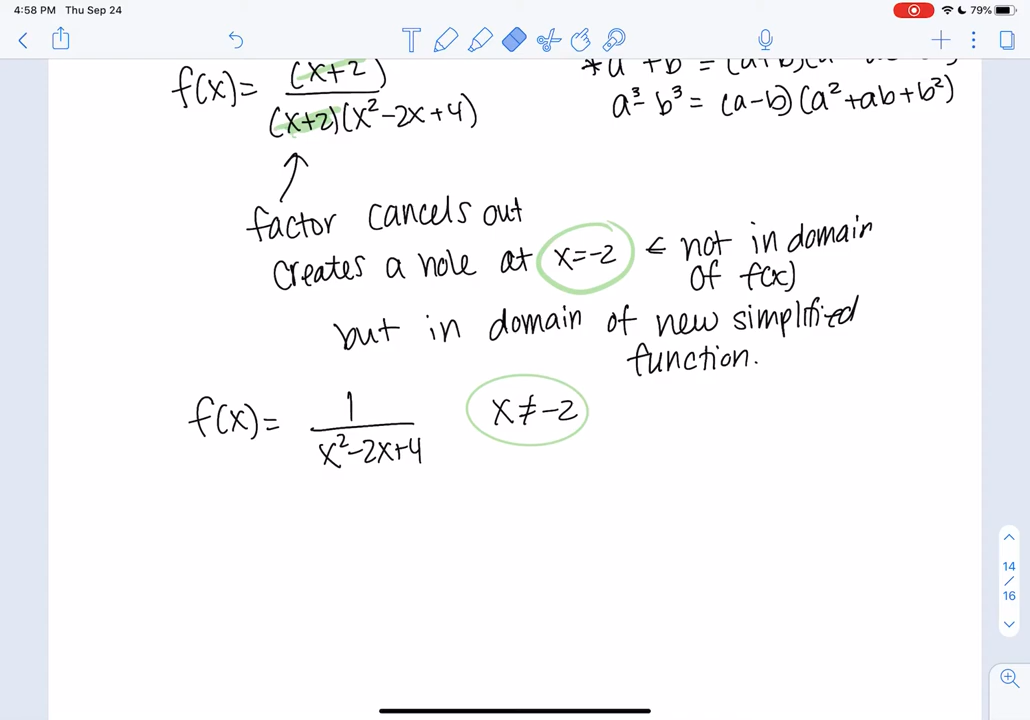 4:58 PM Thu Sep 24
79%
T
f(x)= (x+2)
(x+2)(x²-2x+4)
a³-b³ = (a-b)(a²+ab+b²)
factor cancels out
creates a hole at x=-2 ← not in domain
of f(x)
but in domain of new simplified
function.
f(x)= 1 x≠-2
x²-2x+4
14
/
16